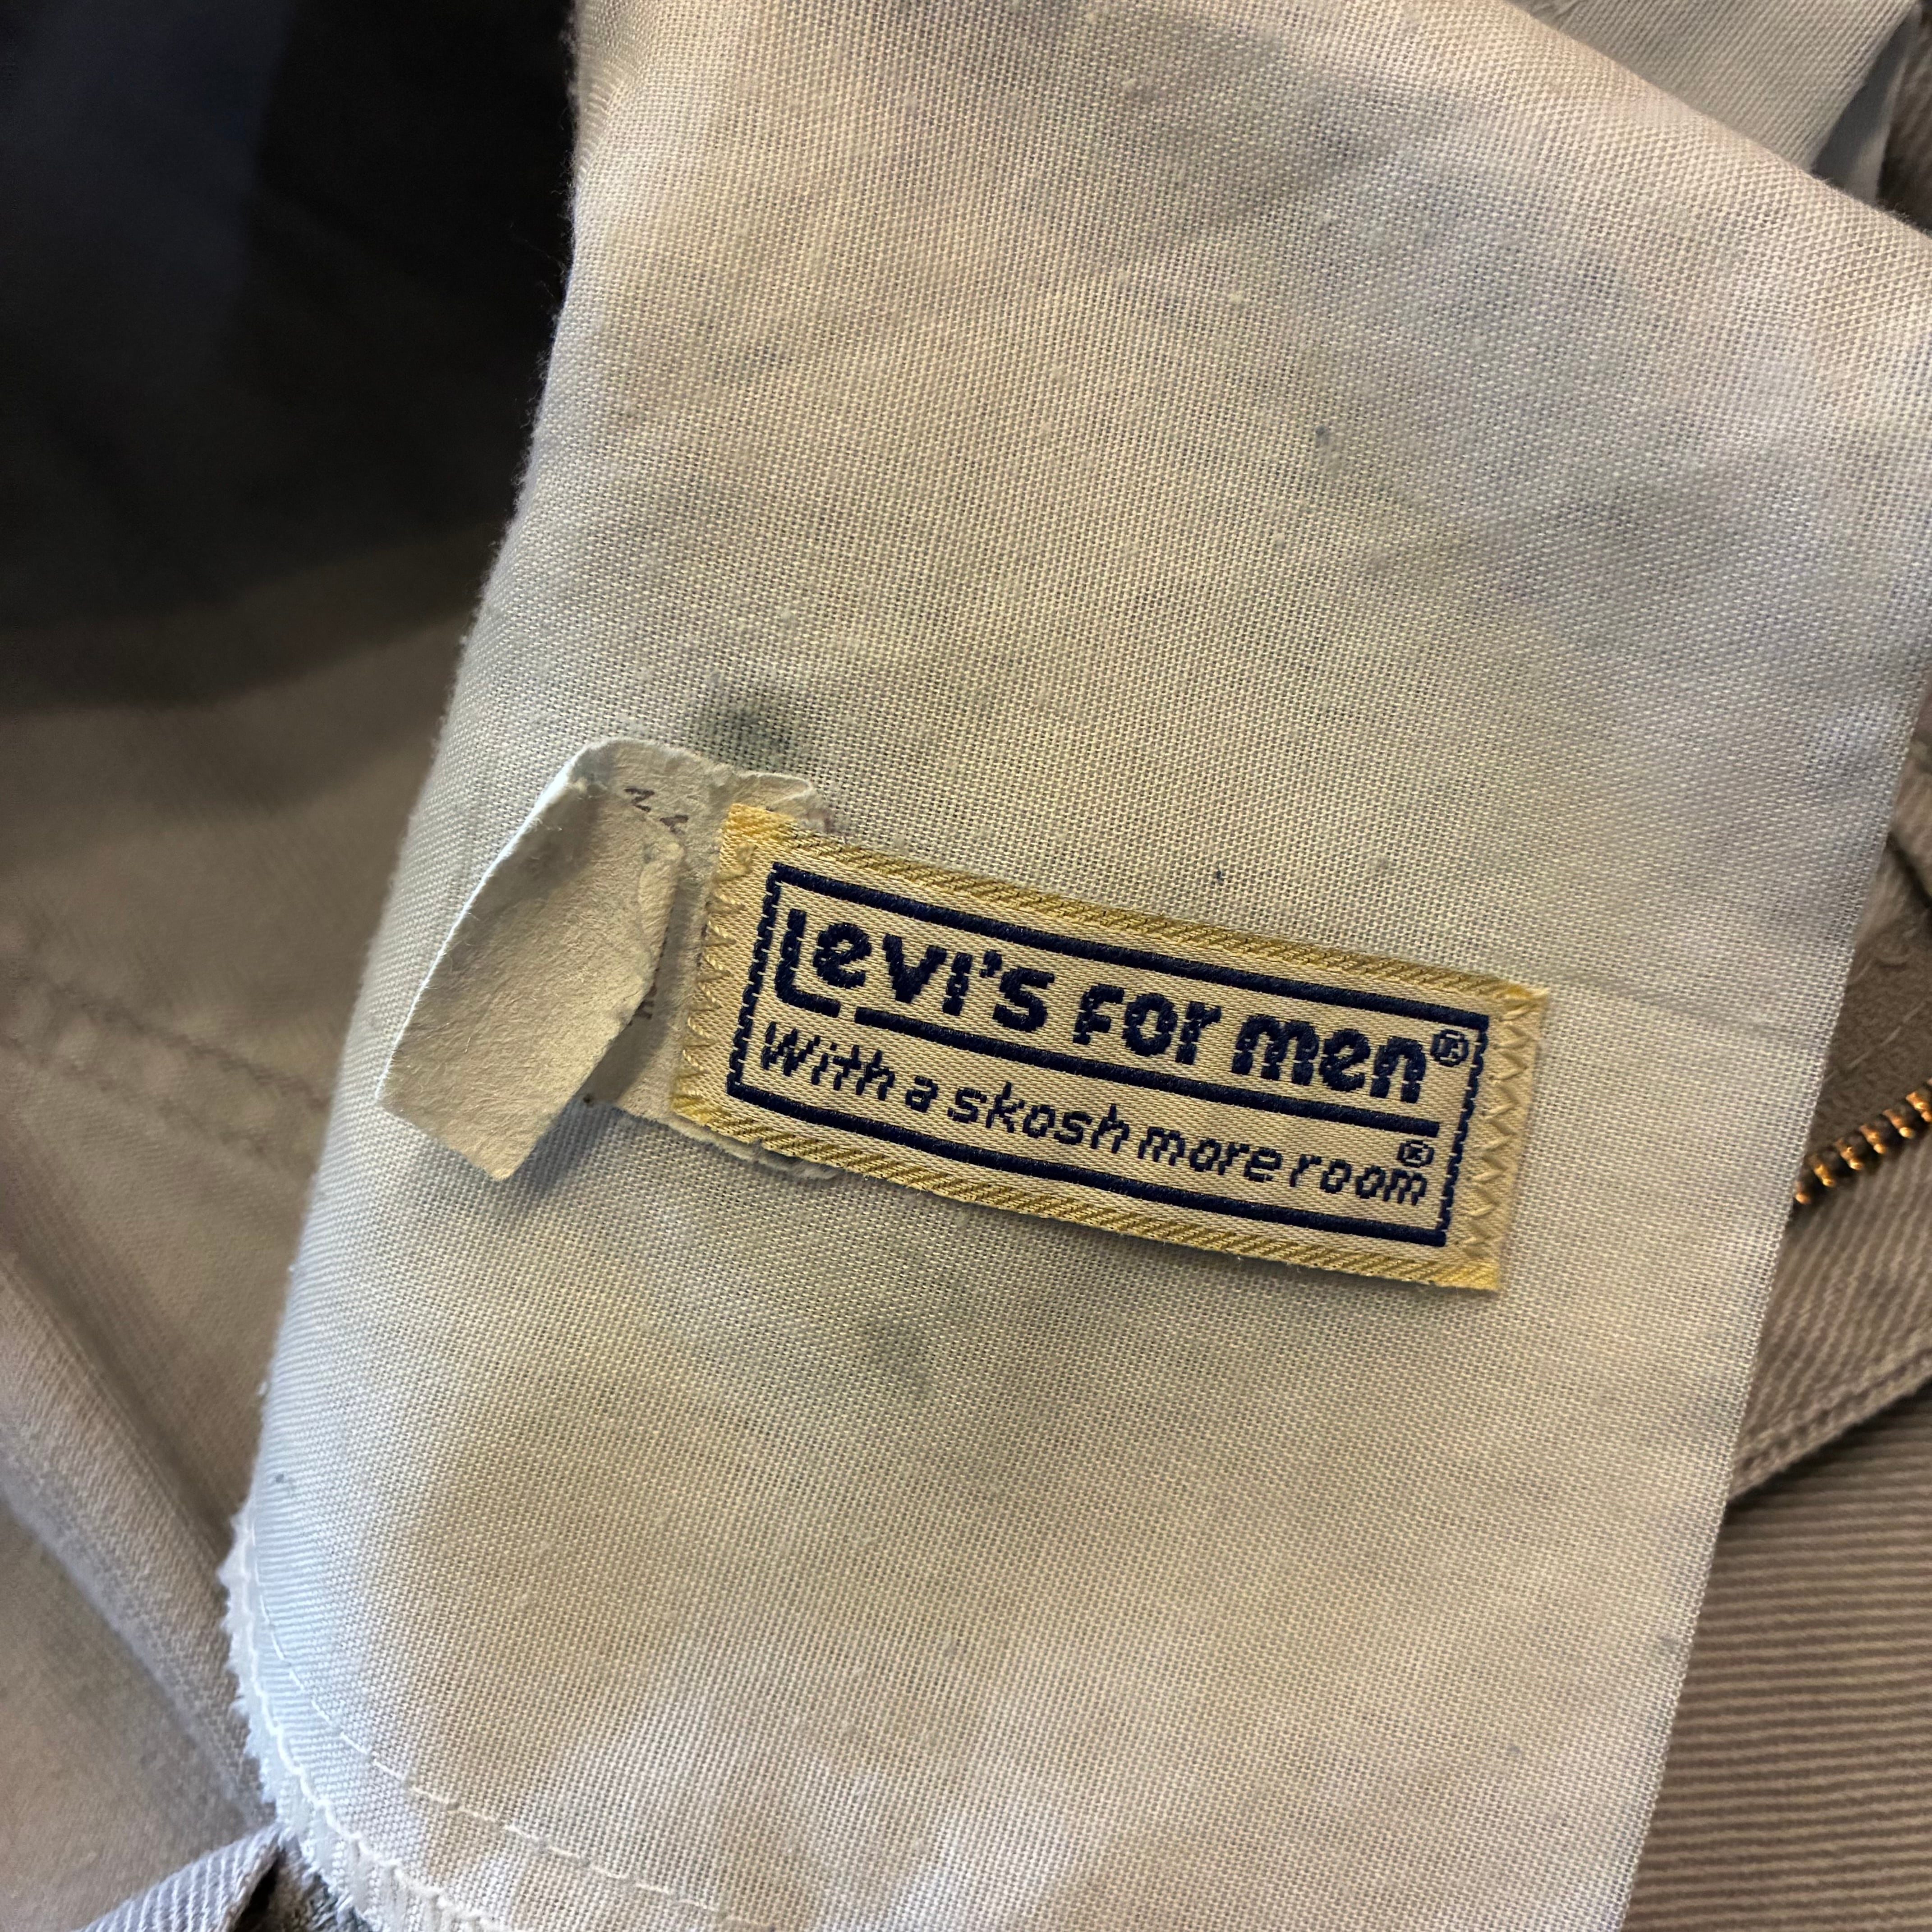 Levi's for men®
With a skosh more room®